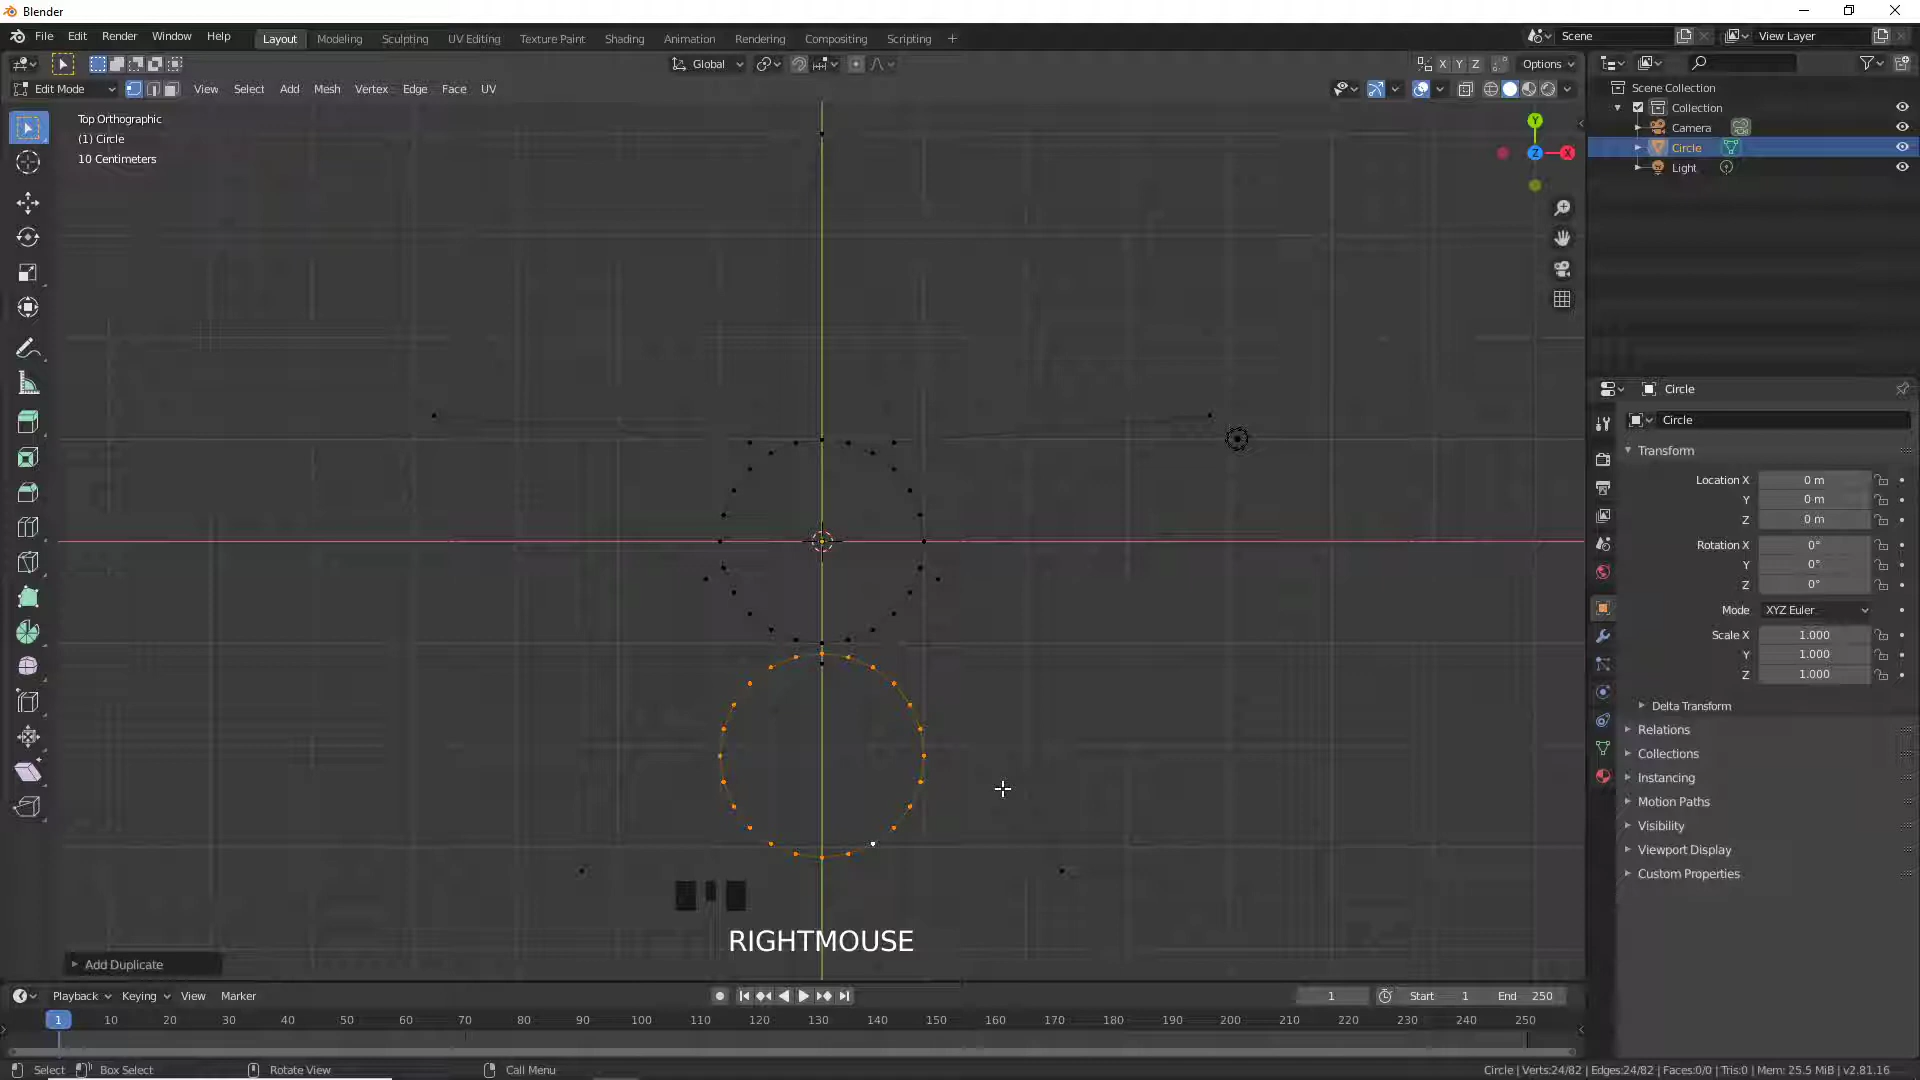 Blender
File Edit Render Window Help
Layout Modeling Sculpting UV Editing Texture Paint Shading Animation Rendering Compositing Scripting +
Scene
View Layer
Global
X Y Z
Options
Edit Mode
View Select Add Mesh Vertex Edge Face UV
Top Orthographic
(1) Circle
10 Centimeters
Y
Z
X
Scene Collection
Collection
Camera
Circle
Light
Circle
Circle
Transform
Location X 0 m
Y 0 m
Z 0 m
Rotation X 0°
Y 0°
Z 0°
Mode XYZ Euler
Scale X 1.000
Y 1.000
Z 1.000
Delta Transform
Relations
Collections
Instancing
Motion Paths
Visibility
Viewport Display
Custom Properties
RIGHTMOUSE
Add Duplicate
Playback Keying View Marker
1
Start 1
End 250
1 10 20 30 40 50 60 70 80 90 100 110 120 130 140 150 160 170 180 190 200 210 220 230 240 250
Select Box Select Rotate View Call Menu
Circle | Verts:24/82 | Edges:24/82 | Faces:0/0 | Tris:0 | Mem: 25.5 MiB | v2.81.16